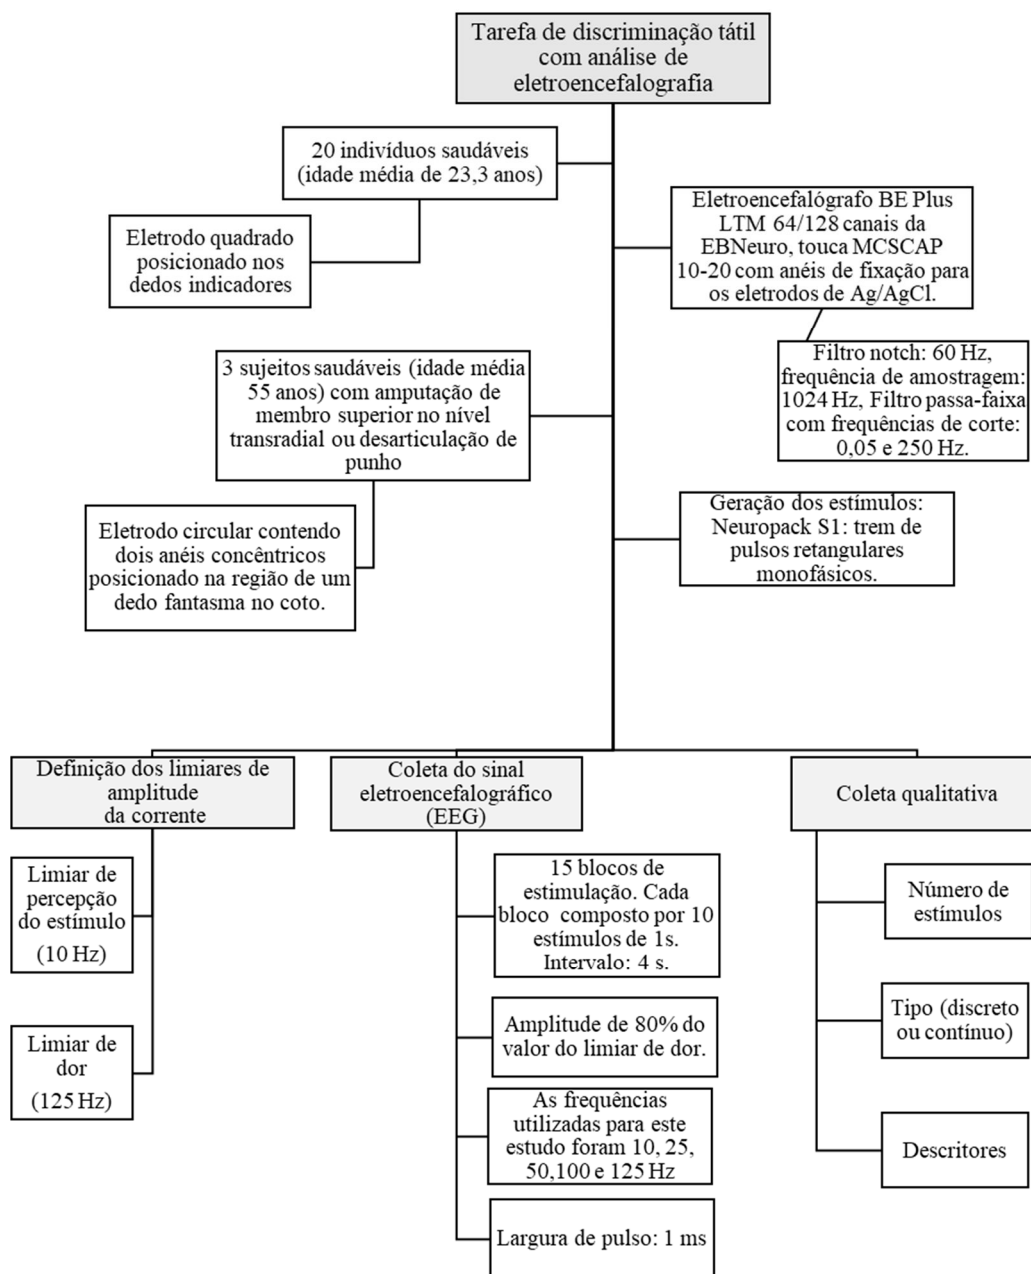 Tarefa de discriminação tátil
com análise de
eletroencefalografia
20 indivíduos saudáveis
(idade média de 23,3 anos)
Eletrodo quadrado
posicionado nos
dedos indicadores
Eletroencefalógrafo BE Plus
LTM 64/128 canais da
EBNeuro, touca MCSCAP
10-20 com anéis de fixação para
os eletrodos de Ag/AgCl.
Filtro notch: 60 Hz,
frequência de amostragem:
1024 Hz, Filtro passa-faixa
com frequências de corte:
0,05 e 250 Hz.
3 sujeitos saudáveis (idade média
55 anos) com amputação de
membro superior no nível
transradial ou desarticulação de
punho
Eletrodo circular contendo
dois anéis concêntricos
posicionado na região de um
dedo fantasma no coto.
Geração dos estímulos:
Neuropack S1: trem de
pulsos retangulares
monofásicos.
Definição dos limiares de
amplitude
da corrente
Limiar de
percepção
do estímulo
(10 Hz)
Limiar de
dor
(125 Hz)
Coleta do sinal
eletroencefalográfico
(EEG)
15 blocos de
estimulação. Cada
bloco composto por 10
estímulos de 1s.
Intervalo: 4 s.
Amplitude de 80% do
valor do limiar de dor.
As frequências
utilizadas para este
estudo foram 10, 25,
50,100 e 125 Hz
Largura de pulso: 1 ms
Coleta qualitativa
Número de
estímulos
Tipo (discreto
ou contínuo)
Descritores